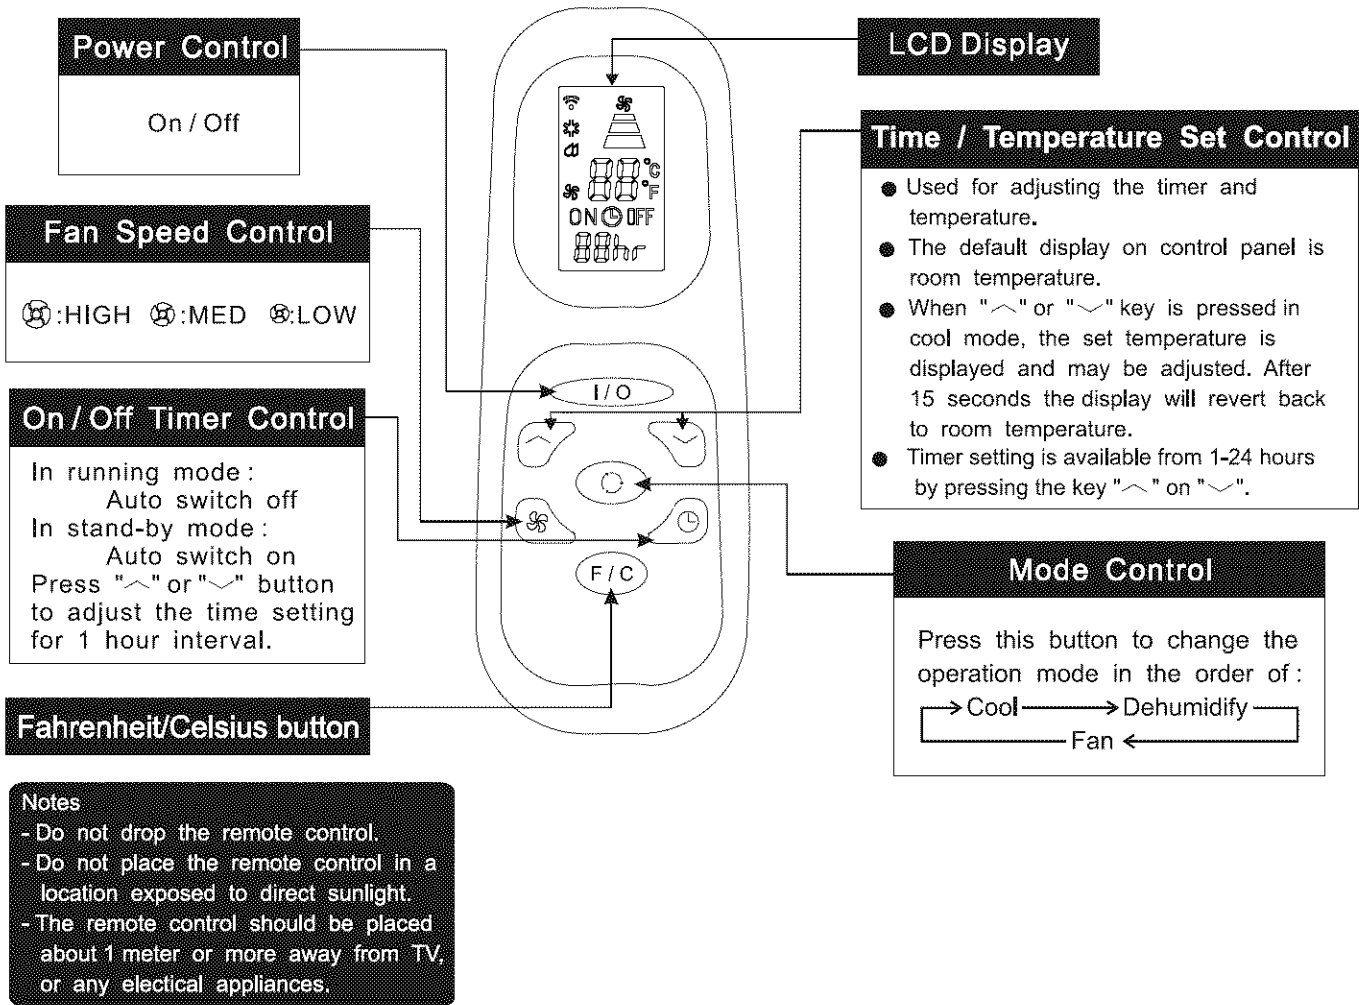 Power Control
On / Off
Fan Speed Control
:HIGH :MED :LOW
On / Off Timer Control
In running mode :
Auto switch off
In stand-by mode :
Auto switch on
Press "︿" or "﹀" button
to adjust the time setting
for 1 hour interval.
Fahrenheit/Celsius button
Notes
- Do not drop the remote control.
- Do not place the remote control in a
location exposed to direct sunlight.
- The remote control should be placed
about 1 meter or more away from TV,
or any electical appliances.
88°C
°F
ON OFF
88hr
I / O
F / C
LCD Display
Time / Temperature Set Control
● Used for adjusting the timer and
temperature.
● The default display on control panel is
room temperature.
● When "︿" or "﹀" key is pressed in
cool mode, the set temperature is
displayed and may be adjusted. After
15 seconds the display will revert back
to room temperature.
● Timer setting is available from 1-24 hours
by pressing the key "︿" on "﹀".
Mode Control
Press this button to change the
operation mode in the order of :
Cool → Dehumidify
Fan ←